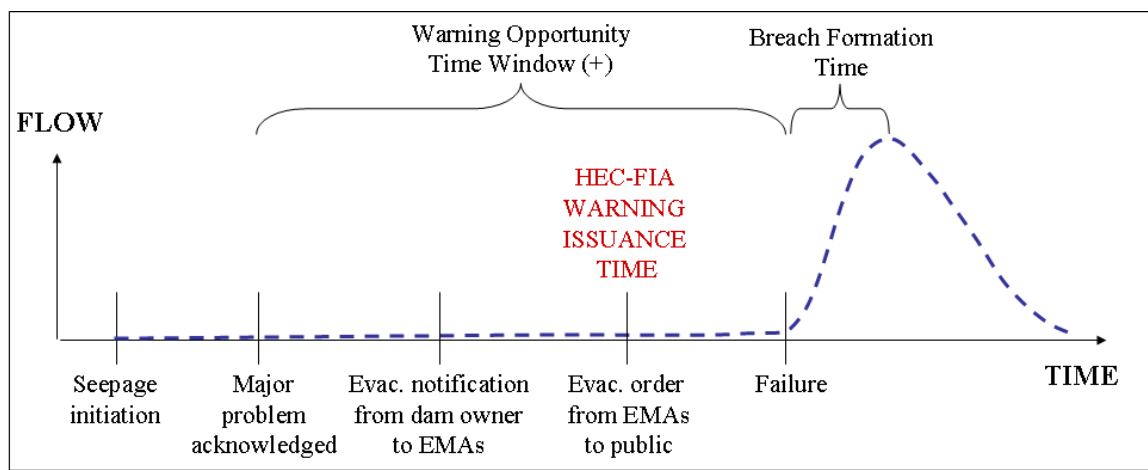 Warning Opportunity
Time Window (+)
Breach Formation
Time
FLOW
HEC-FIA
WARNING
ISSUANCE
TIME
Seepage
initiation
Major
problem
acknowledged
Evac. notification
from dam owner
to EMAs
Evac. order
from EMAs
to public
Failure
TIME